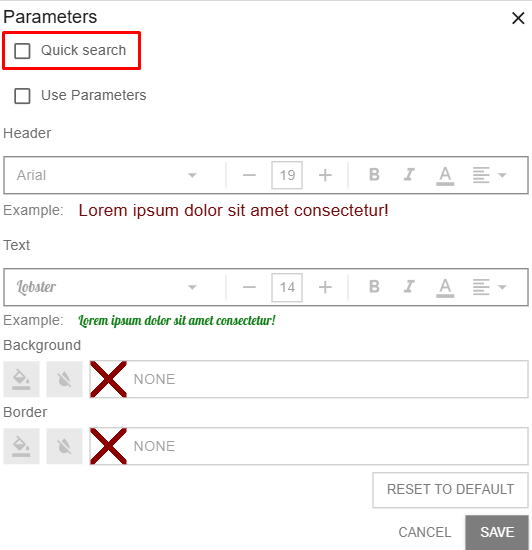 Parameters
Quick search
Use Parameters
Header
Arial 19 B I A
Example: Lorem ipsum dolor sit amet consectetur!
Text
Lobster 14 B I A
Example: Lorem ipsum dolor sit amet consectetur!
Background
NONE
Border
NONE
RESET TO DEFAULT
CANCEL SAVE